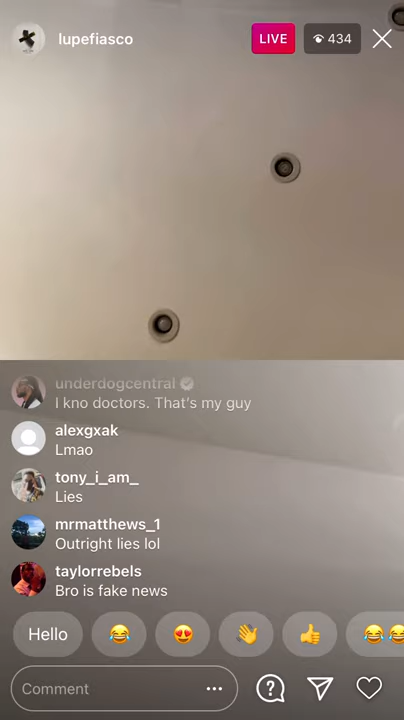 lupefiasco
LIVE
434
underdogcentral
I kno doctors. That's my guy
alexgxak
Lmao
tony_i_am_
Lies
mrmatthews_1
Outright lies lol
taylorrebels
Bro is fake news
Hello
Comment